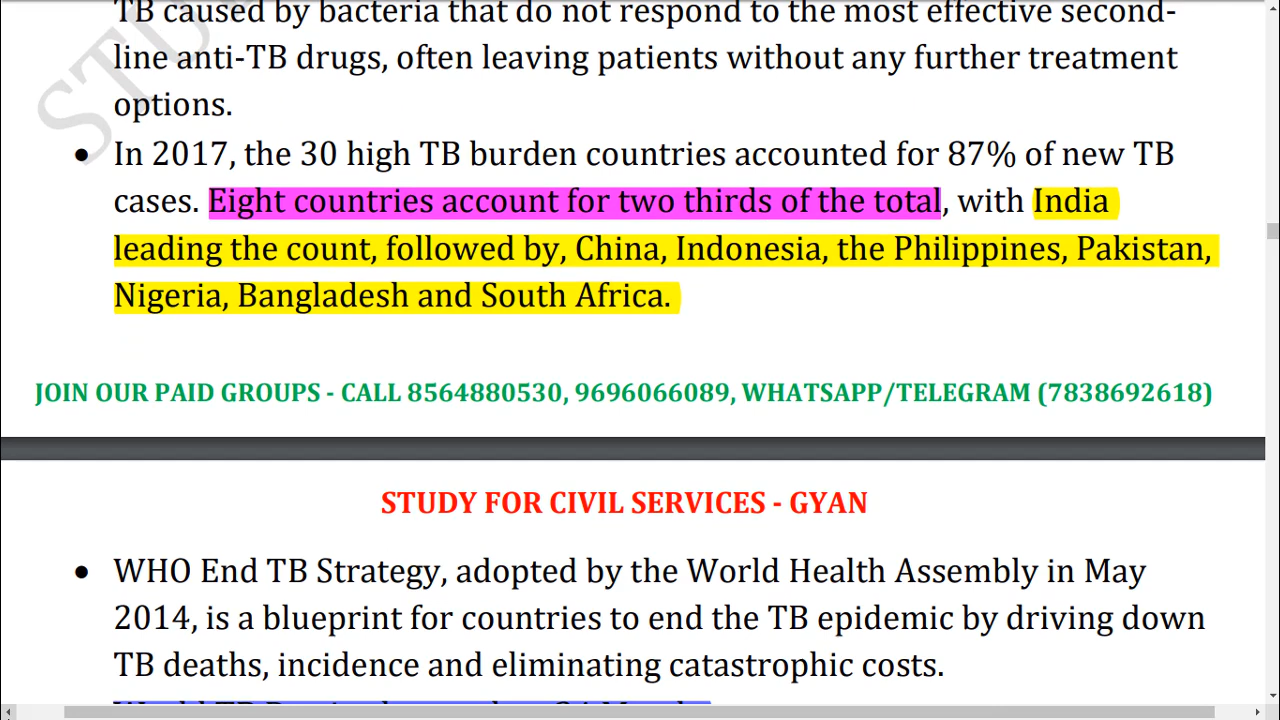 STU
TB caused by bacteria that do not respond to the most effective second-
line anti-TB drugs, often leaving patients without any further treatment
options.
• In 2017, the 30 high TB burden countries accounted for 87% of new TB
cases. Eight countries account for two thirds of the total, with India
leading the count, followed by, China, Indonesia, the Philippines, Pakistan,
Nigeria, Bangladesh and South Africa.
JOIN OUR PAID GROUPS - CALL 8564880530, 9696066089, WHATSAPP/TELEGRAM (7838692618)
STUDY FOR CIVIL SERVICES - GYAN
• WHO End TB Strategy, adopted by the World Health Assembly in May
2014, is a blueprint for countries to end the TB epidemic by driving down
TB deaths, incidence and eliminating catastrophic costs.